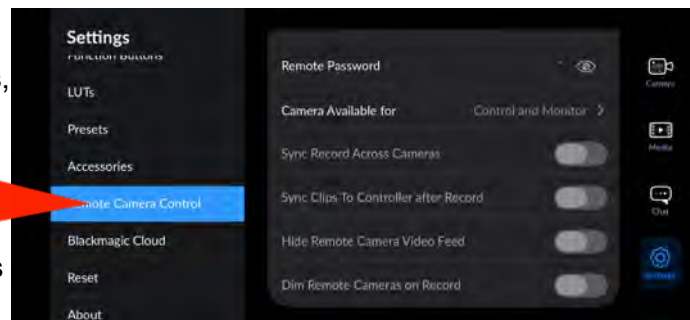 Settings
Function Buttons
LUTs
Presets
Accessories
Remote Camera Control
Blackmagic Cloud
Reset
About
Remote Password
Camera Available for
Control and Monitor >
Sync Record Across Cameras
Sync Clips To Controller after Record
Hide Remote Camera Video Feed
Dim Remote Cameras on Record
Camera
Media
Chat
Settings